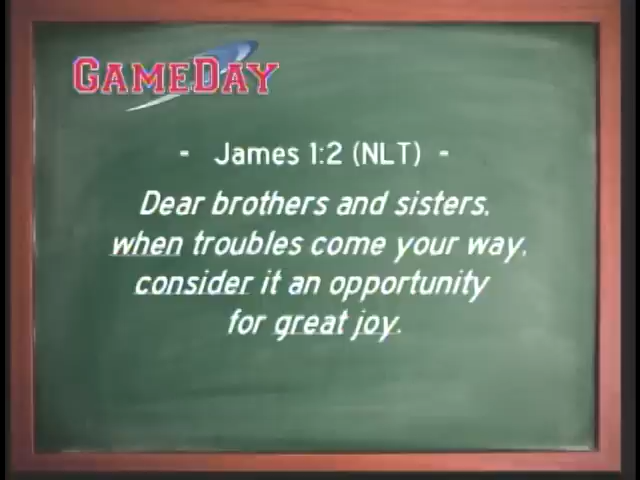 GAMEDAY
- James 1:2 (NLT) -
Dear brothers and sisters,
when troubles come your way,
consider it an opportunity
for great joy.